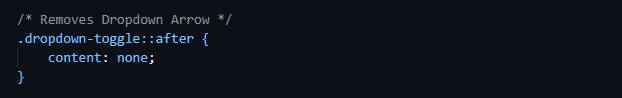 /* Removes Dropdown Arrow */
.dropdown-toggle::after {
    content: none;
}